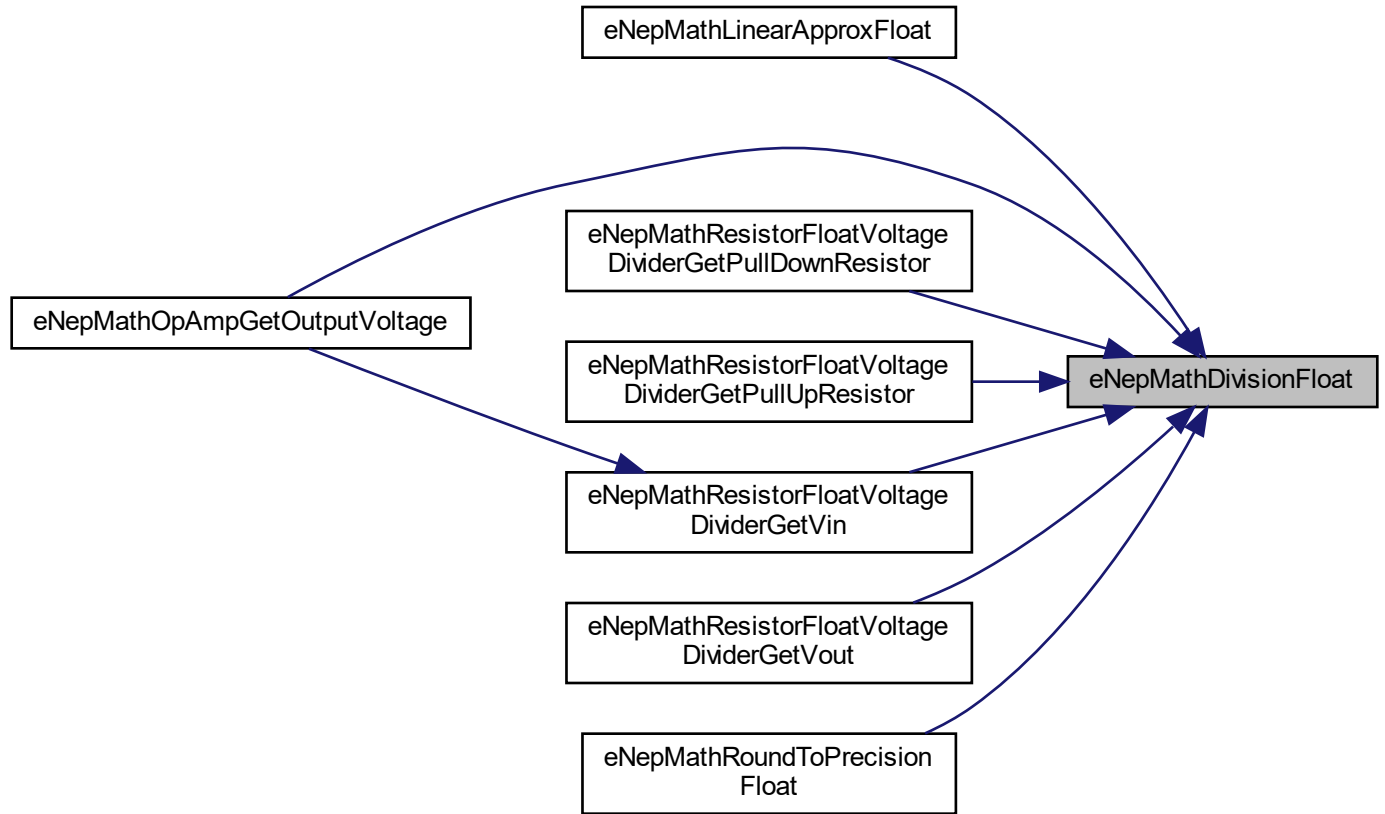 eNepMathLinearApproxFloat
eNepMathResistorFloatVoltage
DividerGetPullDownResistor
eNepMathOpAmpGetOutputVoltage
eNepMathResistorFloatVoltage
DividerGetPullUpResistor
eNepMathDivisionFloat
eNepMathResistorFloatVoltage
DividerGetVin
eNepMathResistorFloatVoltage
DividerGetVout
eNepMathRoundToPrecision
Float